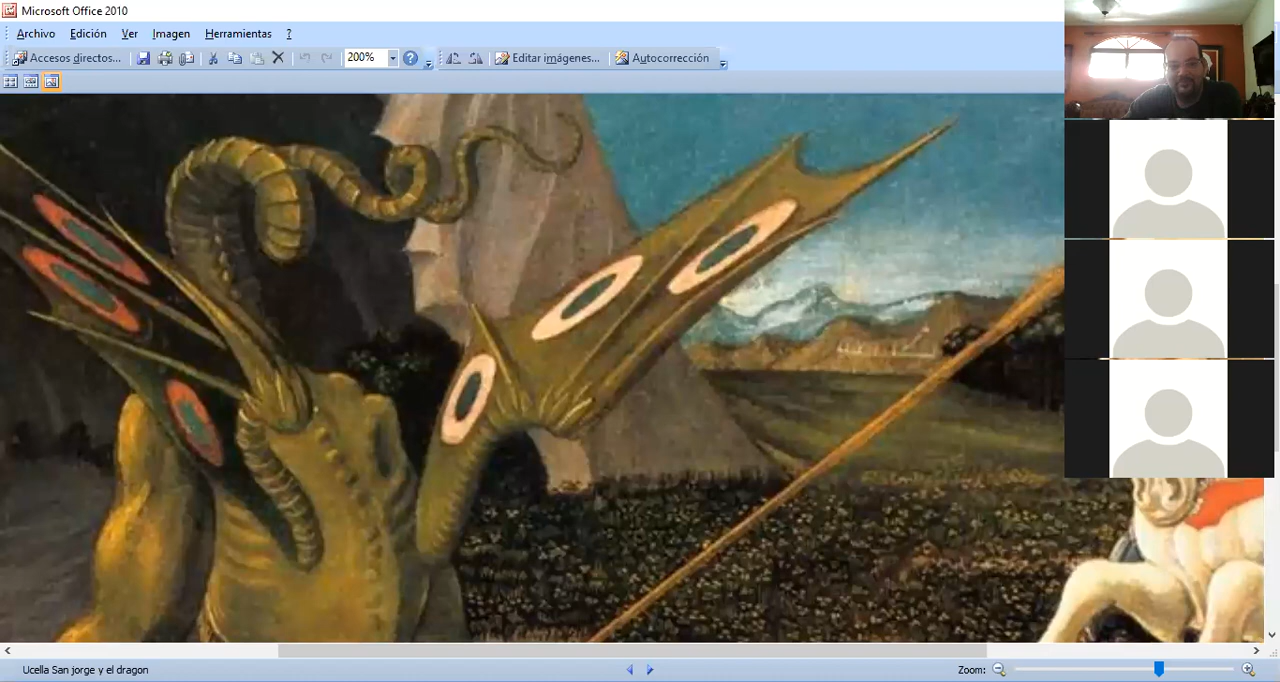 Microsoft Office 2010
Archivo Edición Ver Imagen Herramientas ?
Accesos directos... 200% Editar imágenes... Autocorrección
Ucella San jorge y el dragon Zoom: